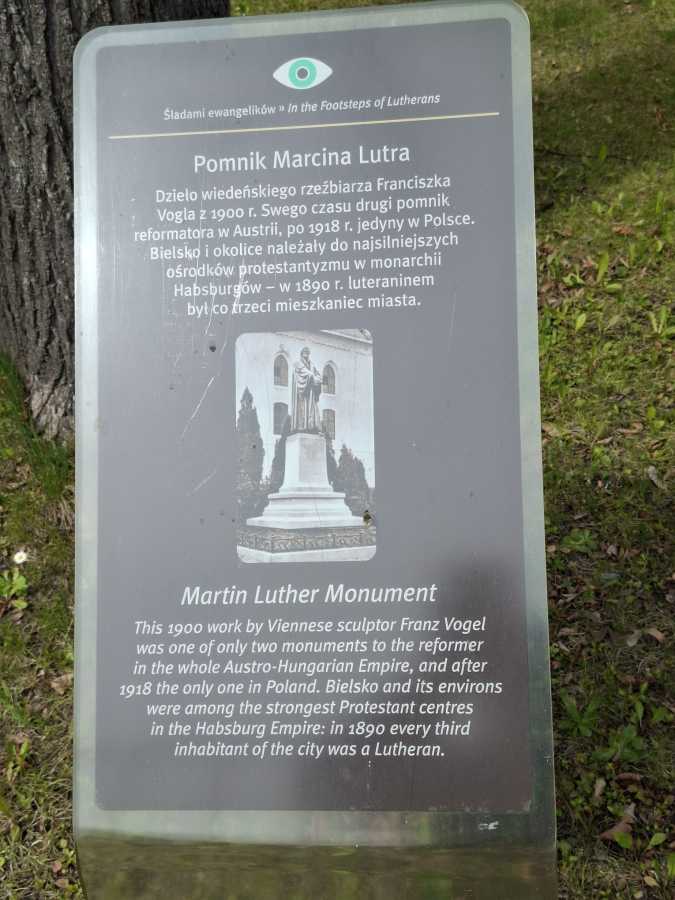 Śladami ewangelików » In the Footsteps of Lutherans
Pomnik Marcina Lutra
Dzieło wiedeńskiego rzeźbiarza Franciszka
Vogla z 1900 r. Swego czasu drugi pomnik
reformatora w Austrii, po 1918 r. jedyny w Polsce.
Bielsko i okolice należały do najsilniejszych
ośrodków protestantyzmu w monarchii
Habsburgów – w 1890 r. luteraninem
był co trzeci mieszkaniec miasta.
Martin Luther Monument
This 1900 work by Viennese sculptor Franz Vogel
was one of only two monuments to the reformer
in the whole Austro-Hungarian Empire, and after
1918 the only one in Poland. Bielsko and its environs
were among the strongest Protestant centres
in the Habsburg Empire: in 1890 every third
inhabitant of the city was a Lutheran.